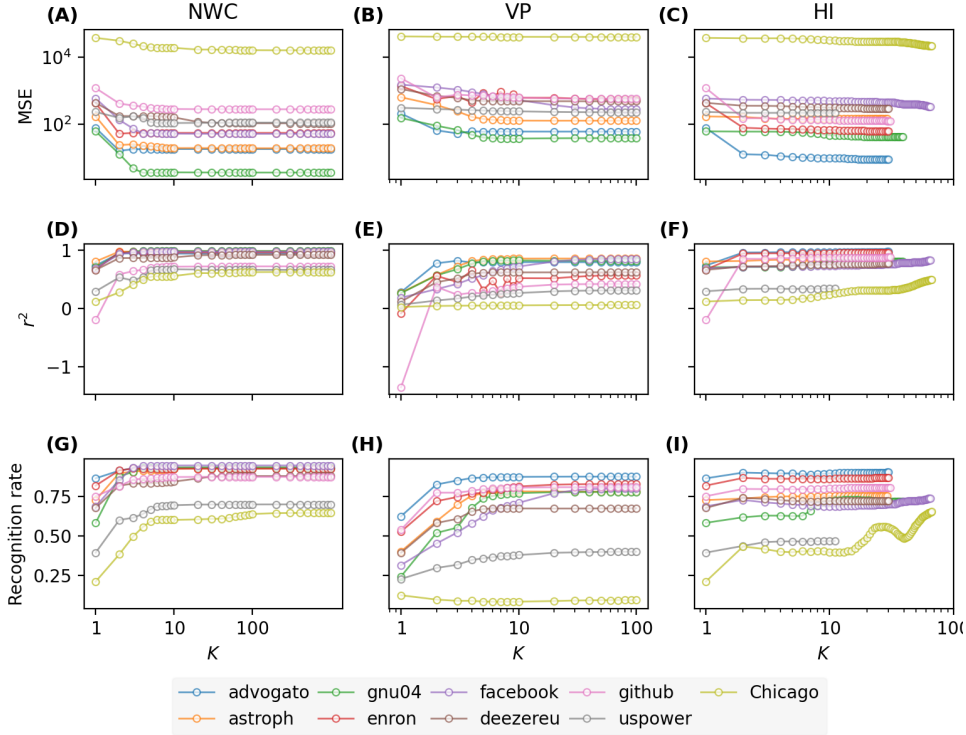 NWC VP HI
(A) (B) (C)
MSE
10^4
10^2
(D) (E) (F)
r^2
1
0
−1
(G) (H) (I)
Recognition rate
0.75
0.50
0.25
1 10 100 1 10 100 1 10 100
K K K
advogato gnu04 facebook github Chicago
astroph enron deezereu uspower